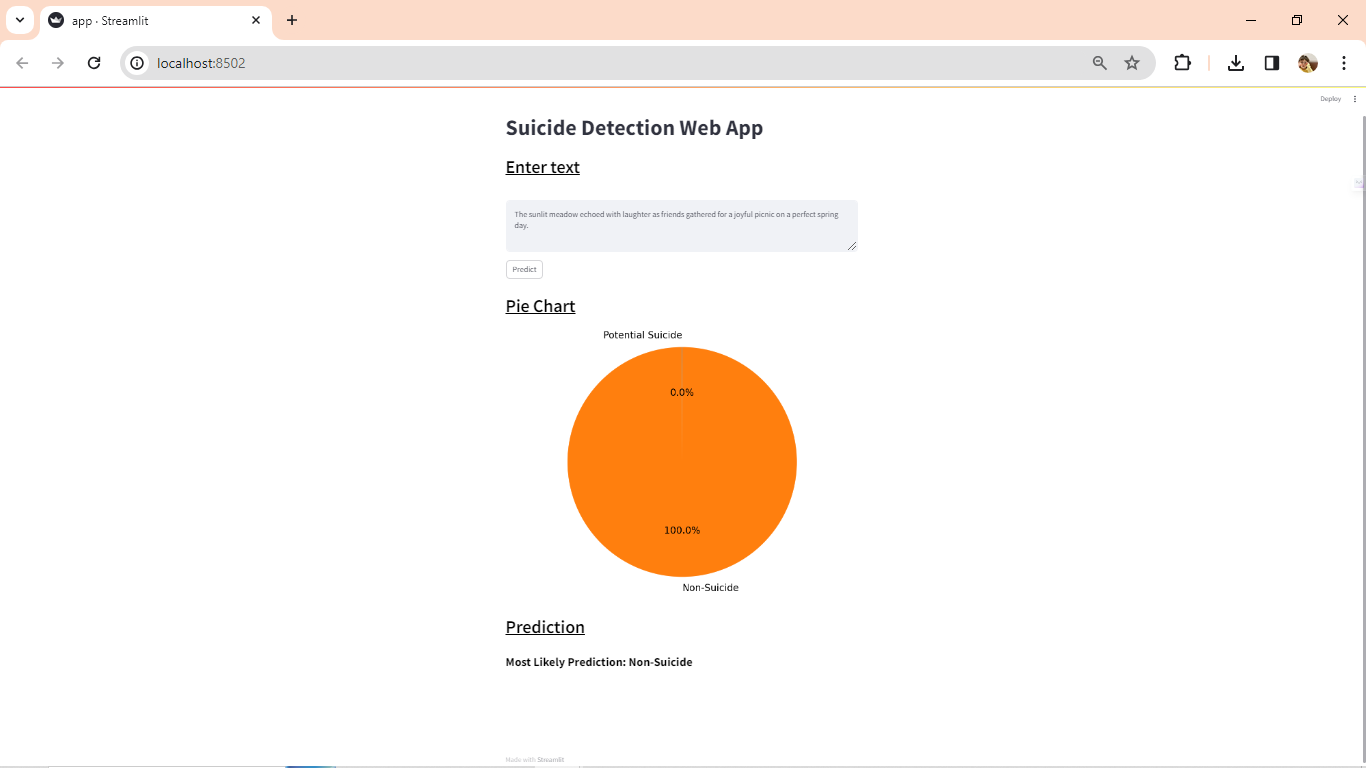 app · Streamlit
localhost:8502
Deploy
Suicide Detection Web App
Enter text
The sunlit meadow echoed with laughter as friends gathered for a joyful picnic on a perfect spring
day.
Predict
Pie Chart
Potential Suicide
0.0%
100.0%
Non-Suicide
Prediction
Most Likely Prediction: Non-Suicide
Made with Streamlit